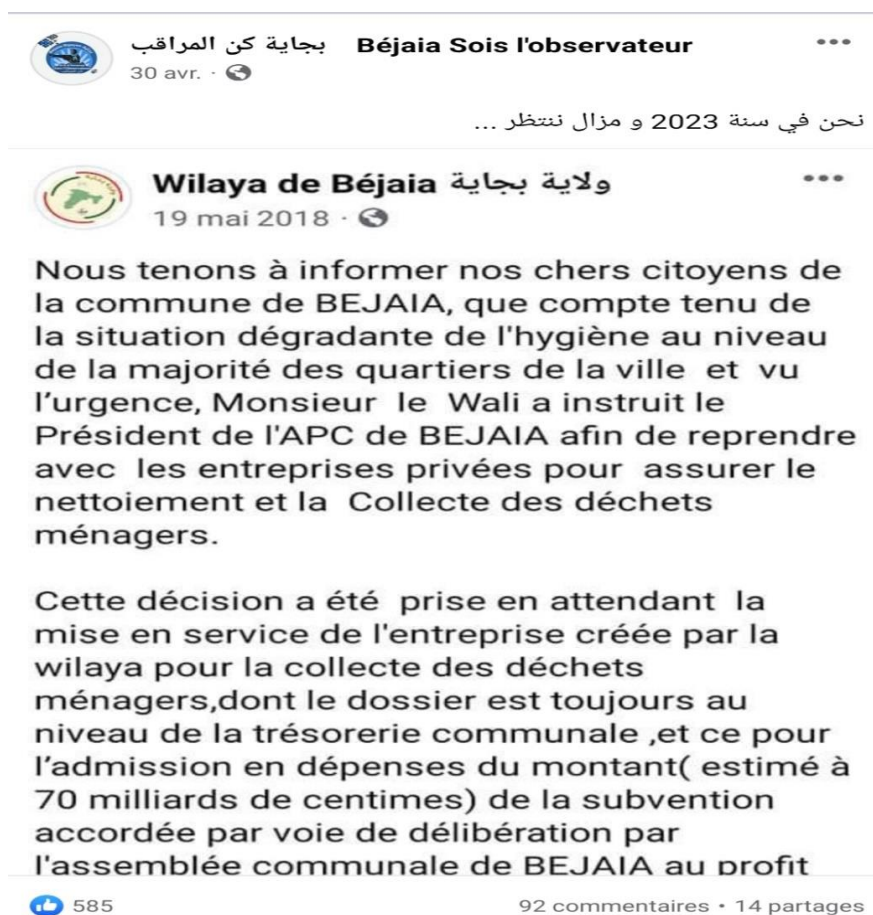 بجاية كن المراقب Béjaia Sois l'observateur
30 avr. ·
نحن في سنة 2023 و مزال ننتظر ...
Wilaya de Béjaia ولاية بجاية
19 mai 2018 ·
Nous tenons à informer nos chers citoyens de
la commune de BEJAIA, que compte tenu de
la situation dégradante de l'hygiène au niveau
de la majorité des quartiers de la ville et vu
l’urgence, Monsieur le Wali a instruit le
Président de l'APC de BEJAIA afin de reprendre
avec les entreprises privées pour assurer le
nettoiement et la Collecte des déchets
ménagers.
Cette décision a été prise en attendant la
mise en service de l'entreprise créée par la
wilaya pour la collecte des déchets
ménagers,dont le dossier est toujours au
niveau de la trésorerie communale ,et ce pour
l’admission en dépenses du montant( estimé à
70 milliards de centimes) de la subvention
accordée par voie de délibération par
l'assemblée communale de BEJAIA au profit
585
92 commentaires • 14 partages